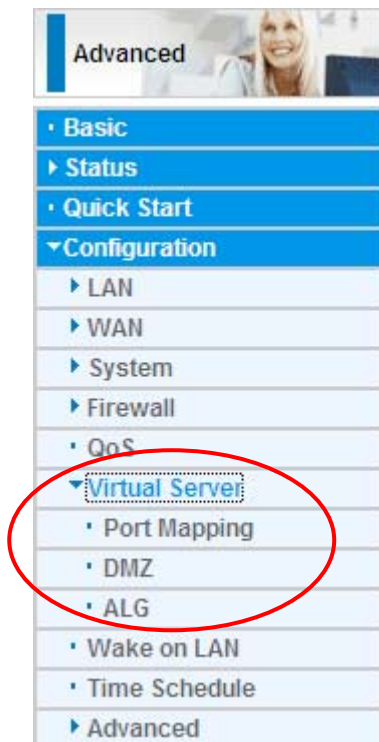 Advanced
Basic
Status
Quick Start
Configuration
LAN
WAN
System
Firewall
QoS
Virtual Server
Port Mapping
DMZ
ALG
Wake on LAN
Time Schedule
Advanced